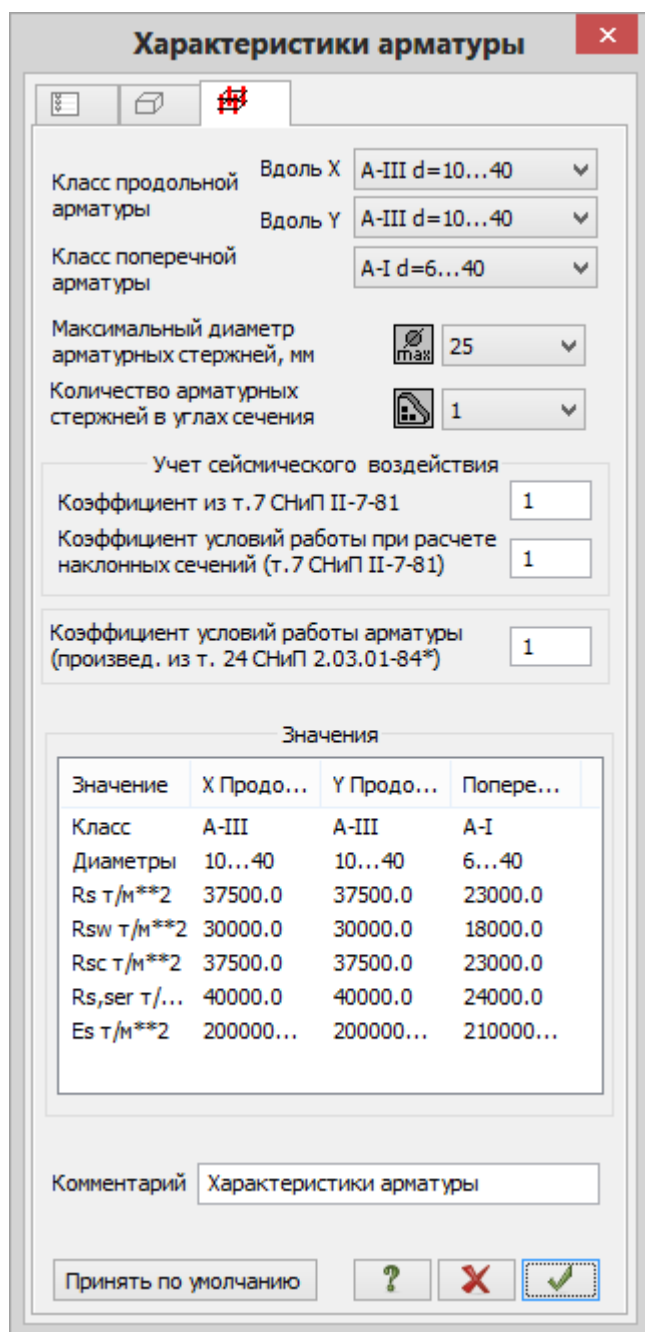 Характеристики арматуры
Класс продольной арматуры
Вдоль X A-III d=10...40
Вдоль Y A-III d=10...40
Класс поперечной арматуры
A-I d=6...40
Максимальный диаметр
арматурных стержней, мм
max 25
Количество арматурных
стержней в углах сечения
1
Учет сейсмического воздействия
Коэффициент из т.7 СНиП II-7-81 1
Коэффициент условий работы при расчете
наклонных сечений (т.7 СНиП II-7-81) 1
Коэффициент условий работы арматуры
(произвед. из т. 24 СНиП 2.03.01-84*) 1
Значения
Значение X Продо... Y Продо... Попере...
Класс A-III A-III A-I
Диаметры 10...40 10...40 6...40
Rs т/м**2 37500.0 37500.0 23000.0
Rsw т/м**2 30000.0 30000.0 18000.0
Rsc т/м**2 37500.0 37500.0 23000.0
Rs,ser т/... 40000.0 40000.0 24000.0
Es т/м**2 200000... 200000... 210000...
Комментарий Характеристики арматуры
Принять по умолчанию ?